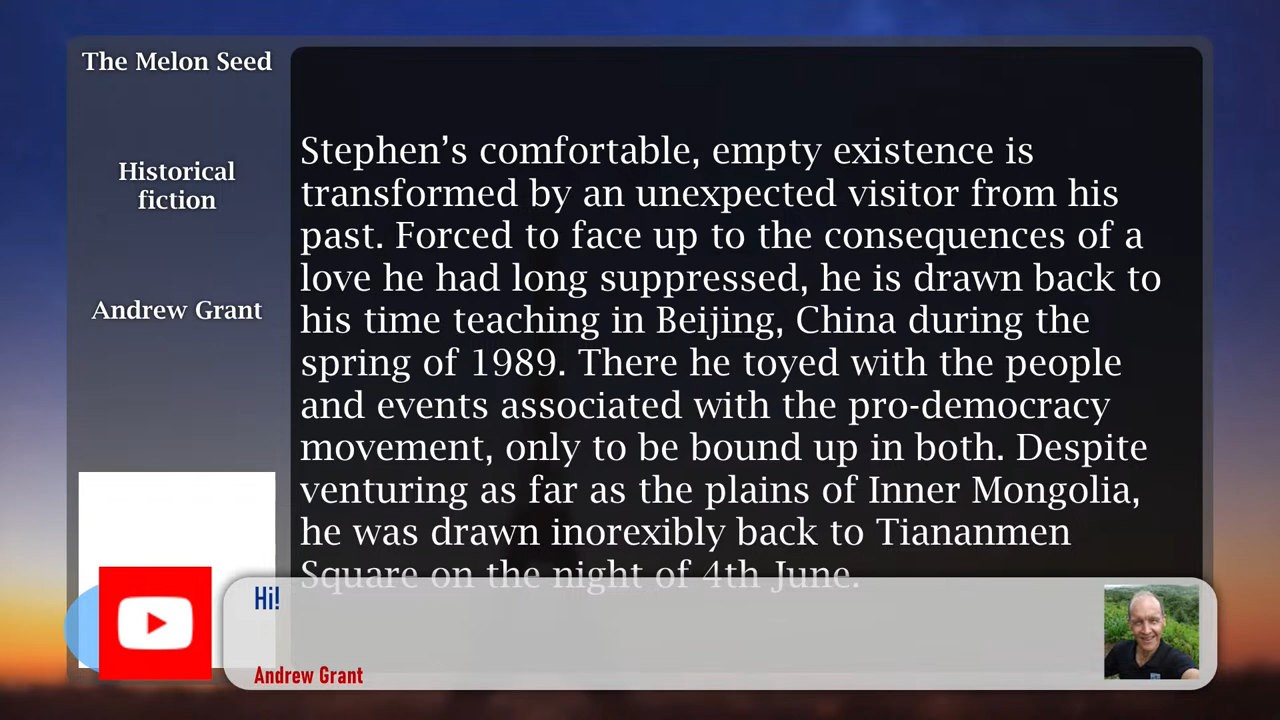 The Melon Seed
Historical
fiction
Andrew Grant
Stephen’s comfortable, empty existence is
transformed by an unexpected visitor from his
past. Forced to face up to the consequences of a
love he had long suppressed, he is drawn back to
his time teaching in Beijing, China during the
spring of 1989. There he toyed with the people
and events associated with the pro-democracy
movement, only to be bound up in both. Despite
venturing as far as the plains of Inner Mongolia,
he was drawn inorexibly back to Tiananmen
Square on the night of 4th June.
Hi!
Andrew Grant